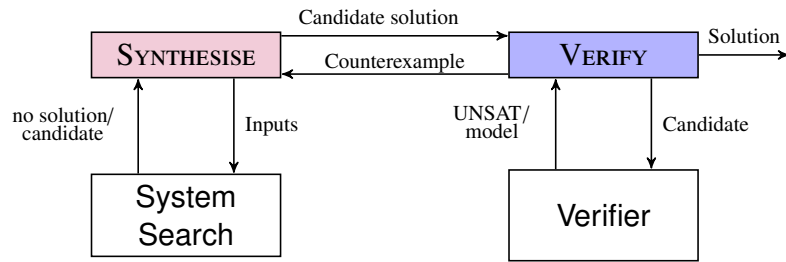 Candidate solution
SYNTHESISE
Counterexample
VERIFY
Solution
no solution/
candidate
Inputs
UNSAT/
model
Candidate
System
Search
Verifier